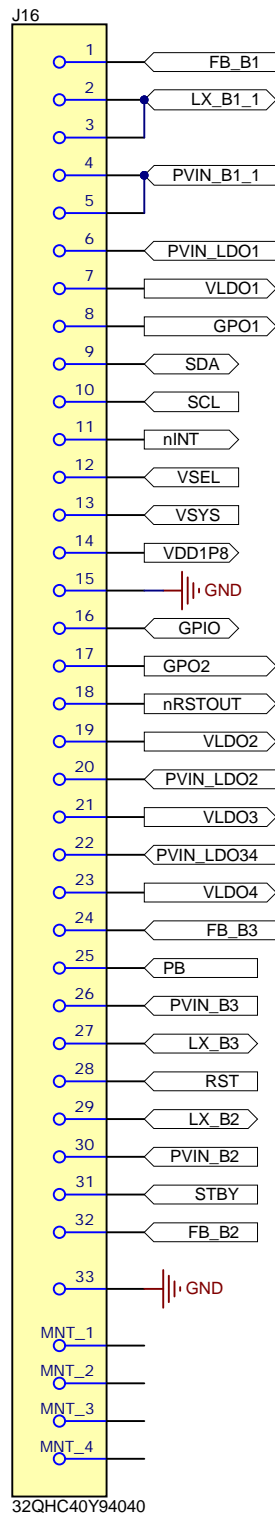 J16
1 FB_B1
2 LX_B1_1
3
4 PVIN_B1_1
5
6 PVIN_LDO1
7 VLDO1
8 GPO1
9 SDA
10 SCL
11 nINT
12 VSEL
13 VSYS
14 VDD1P8
15 GND
16 GPIO
17 GPO2
18 nRSTOUT
19 VLDO2
20 PVIN_LDO2
21 VLDO3
22 PVIN_LDO34
23 VLDO4
24 FB_B3
25 PB
26 PVIN_B3
27 LX_B3
28 RST
29 LX_B2
30 PVIN_B2
31 STBY
32 FB_B2
33 GND
MNT_1
MNT_2
MNT_3
MNT_4
32QHC40Y94040